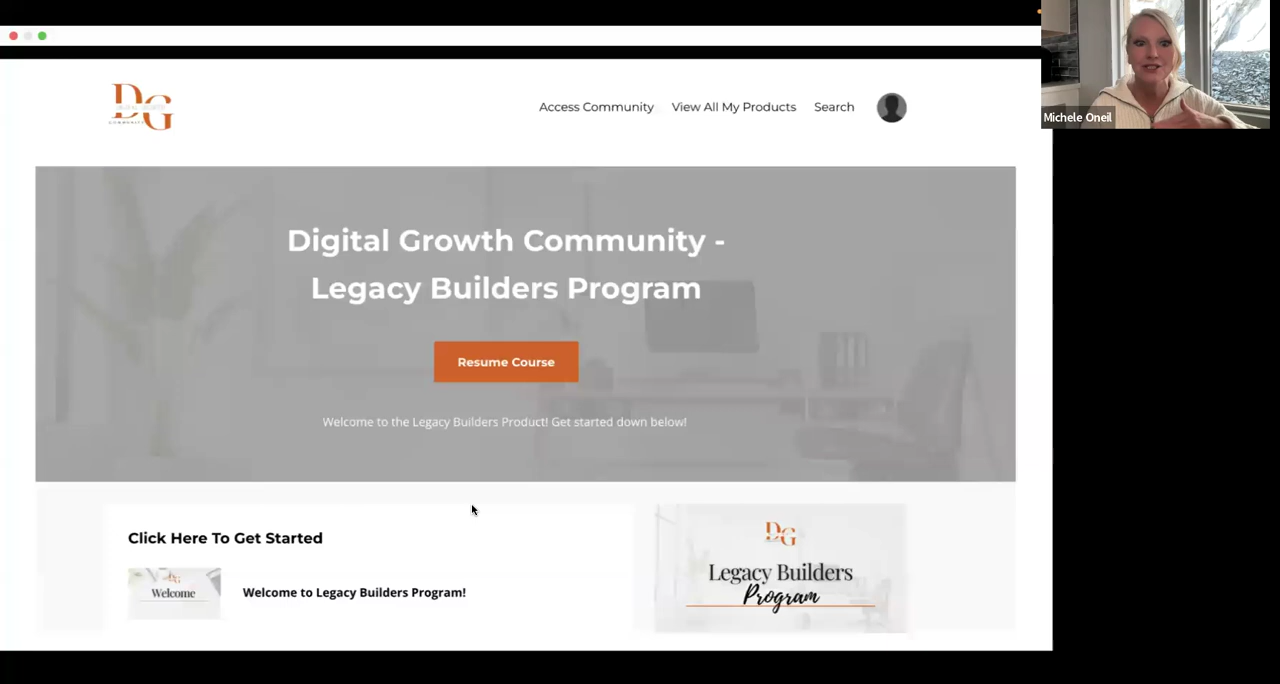 DG
Access Community
View All My Products
Search
Michele Oneil
Digital Growth Community -
Legacy Builders Program
Resume Course
Welcome to the Legacy Builders Product! Get started down below!
Click Here To Get Started
DG
Welcome
Welcome to Legacy Builders Program!
DG
Legacy Builders
Program